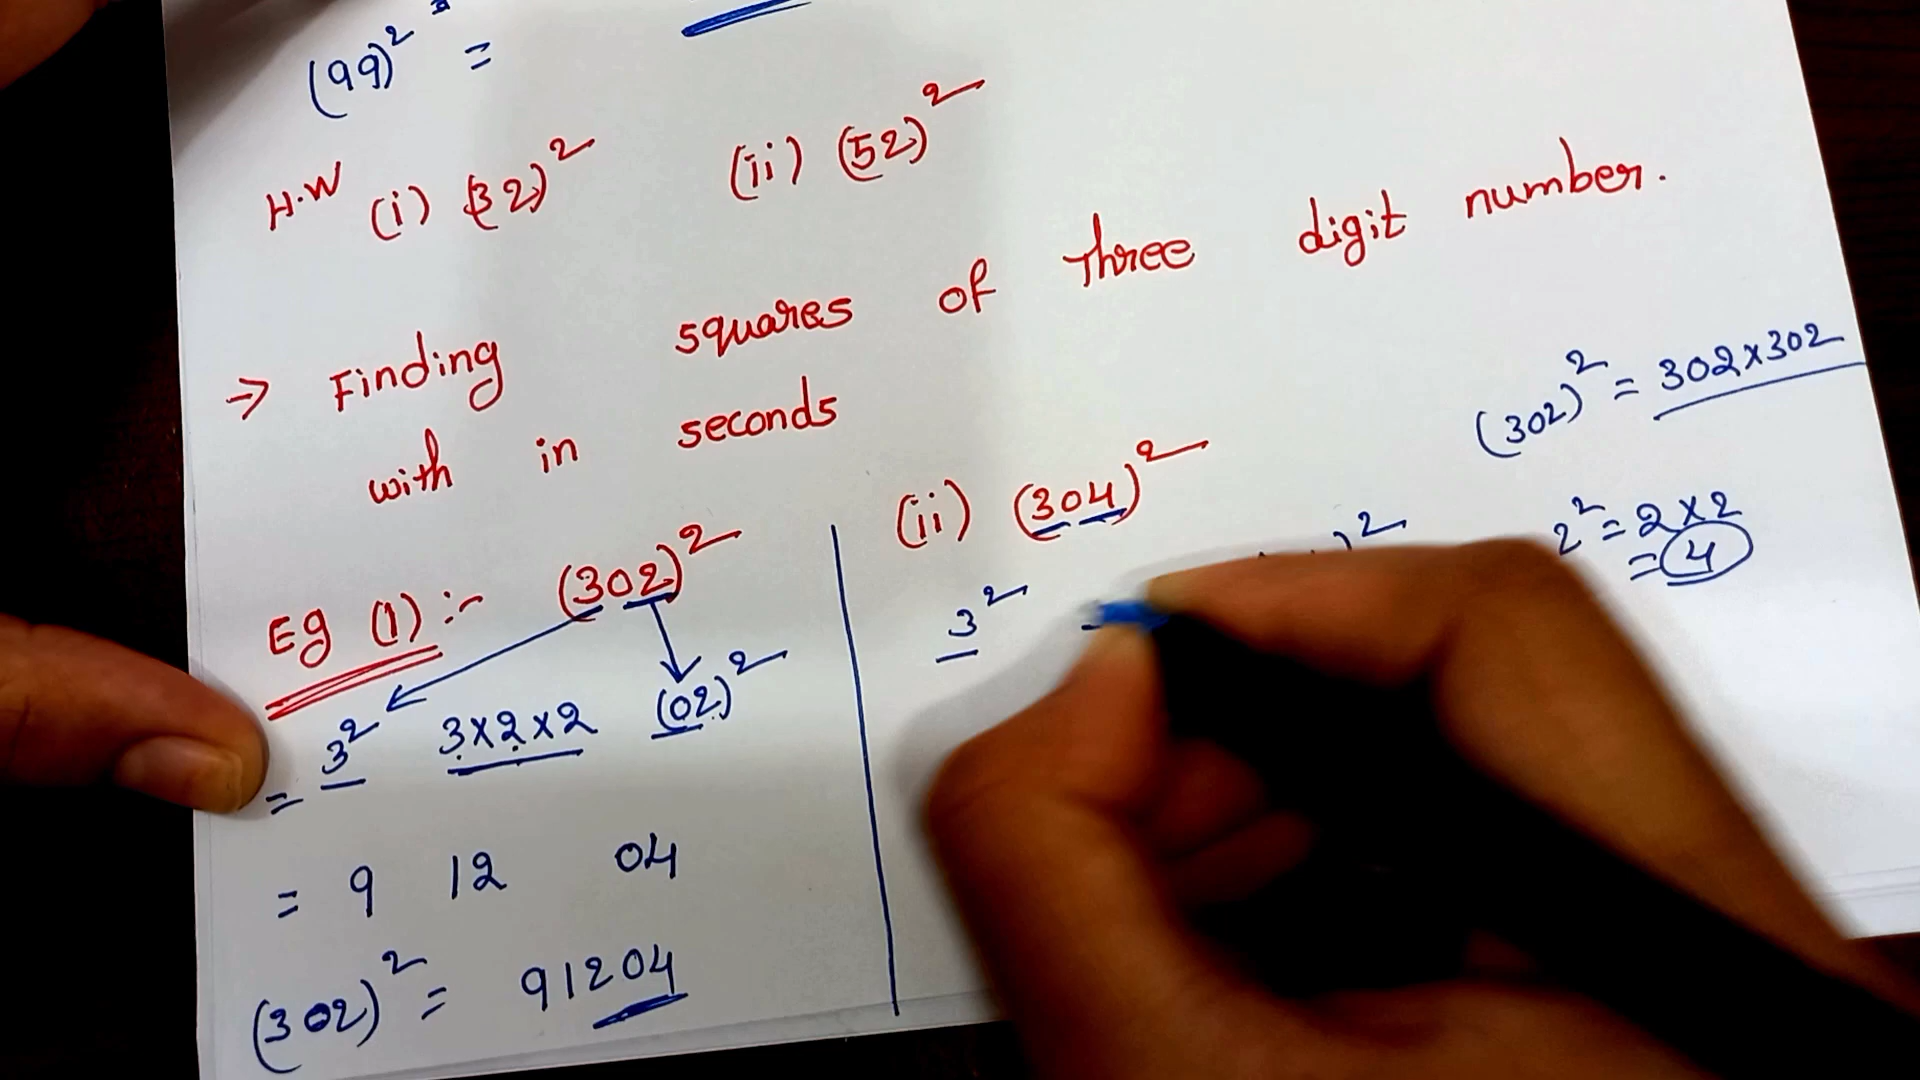 (99)² =
H.W (i) (32)² (ii) (52)²
→ Finding squares of three digit number.
with in seconds
(302)² = 302×302
Eg (1) :- (302)²
(ii) (304)²
2² = 2×2
= 4
= 3² 3×2×2 (02)²
3² )²
= 9 12 04
(302)² = 91204